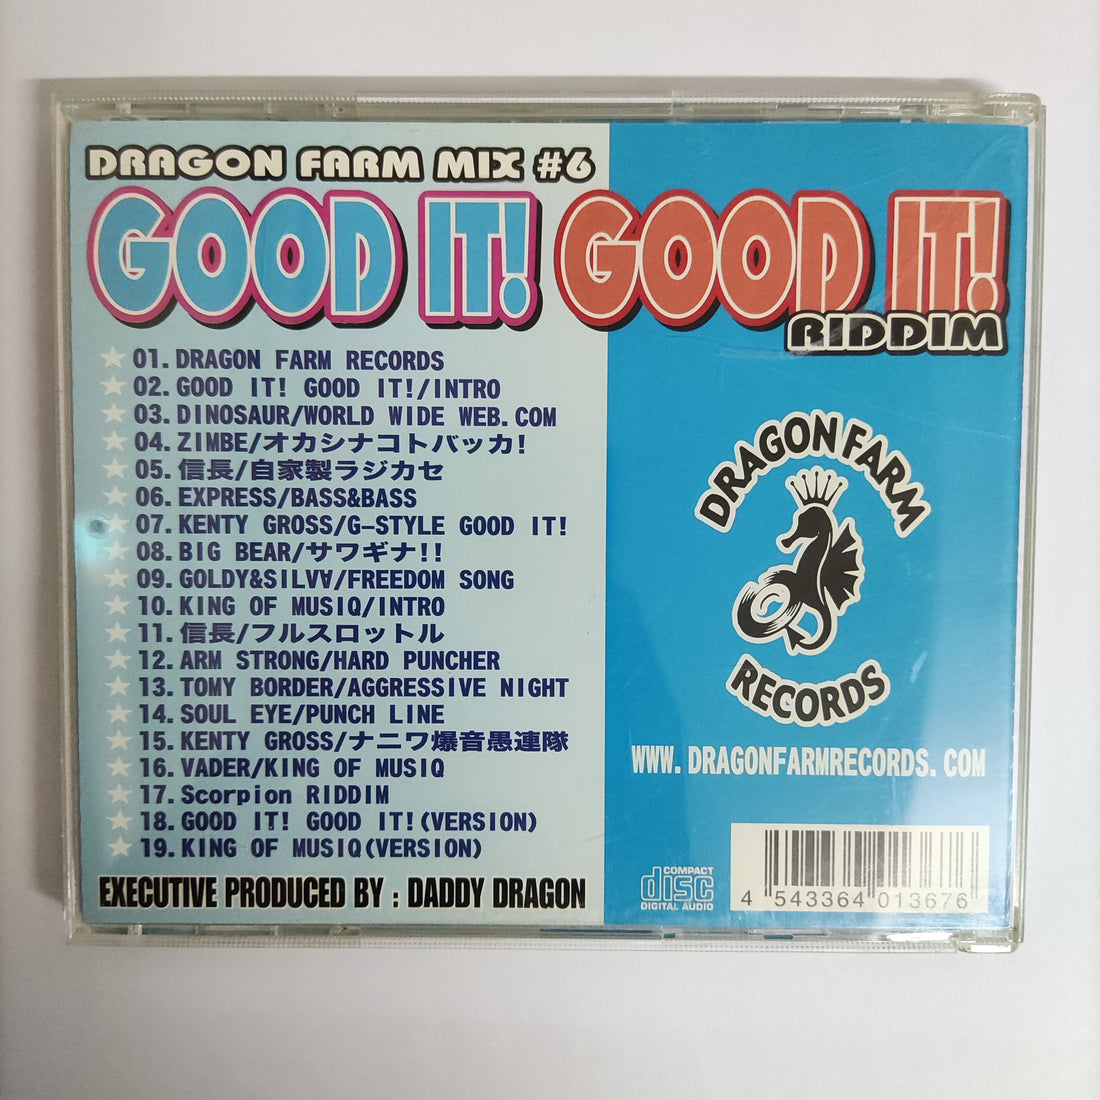 DRAGON FARM MIX #6
GOOD IT! GOOD IT!
RIDDIM
01. DRAGON FARM RECORDS
02. GOOD IT! GOOD IT!/INTRO
03. DINOSAUR/WORLD WIDE WEB.COM
04. ZIMBE/オカシナコトバッカ!
05. 信長/自家製ラジカセ
06. EXPRESS/BASS&BASS
07. KENTY GROSS/G-STYLE GOOD IT!
08. BIG BEAR/サワギナ!!
09. GOLDY&SILV∀/FREEDOM SONG
10. KING OF MUSIQ/INTRO
11. 信長/フルスロットル
12. ARM STRONG/HARD PUNCHER
13. TOMY BORDER/AGGRESSIVE NIGHT
14. SOUL EYE/PUNCH LINE
15. KENTY GROSS/ナニワ爆音愚連隊
16. VADER/KING OF MUSIQ
17. Scorpion RIDDIM
18. GOOD IT! GOOD IT!(VERSION)
19. KING OF MUSIQ(VERSION)
EXECUTIVE PRODUCED BY : DADDY DRAGON
DRAGON FARM
RECORDS
WWW. DRAGONFARMRECORDS. COM
COMPACT
disc
DIGITAL AUDIO
4 543364 013676